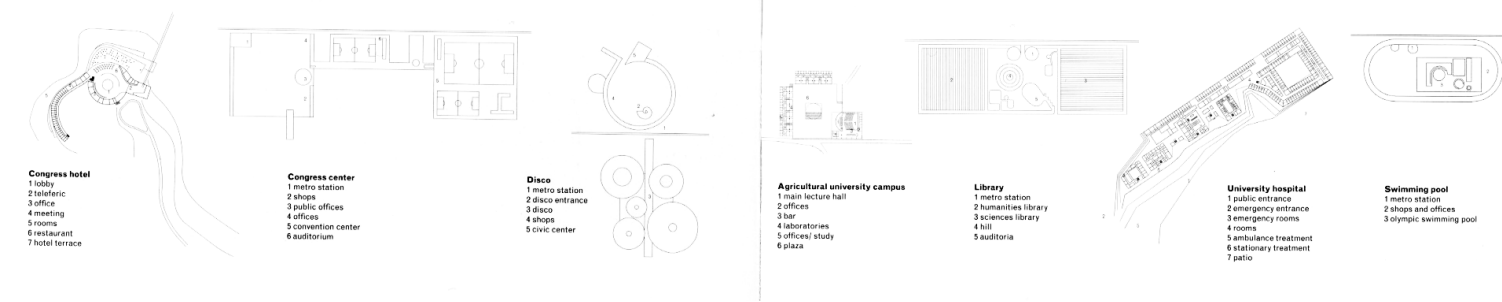 Congress hotel
1 lobby
2 teleferic
3 office
4 meeting
5 rooms
6 restaurant
7 hotel terrace
Congress center
1 metro station
2 shops
3 public offices
4 offices
5 convention center
6 auditorium
Disco
1 metro station
2 disco entrance
3 disco
4 shops
5 civic center
Agricultural university campus
1 main lecture hall
2 offices
3 bar
4 laboratories
5 offices/ study
6 plaza
Library
1 metro station
2 humanities library
3 sciences library
4 hill
5 auditoria
University hospital
1 public entrance
2 emergency entrance
3 emergency rooms
4 rooms
5 ambulance treatment
6 stationary treatment
7 patio
Swimming pool
1 metro station
2 shops and offices
3 olympic swimming pool